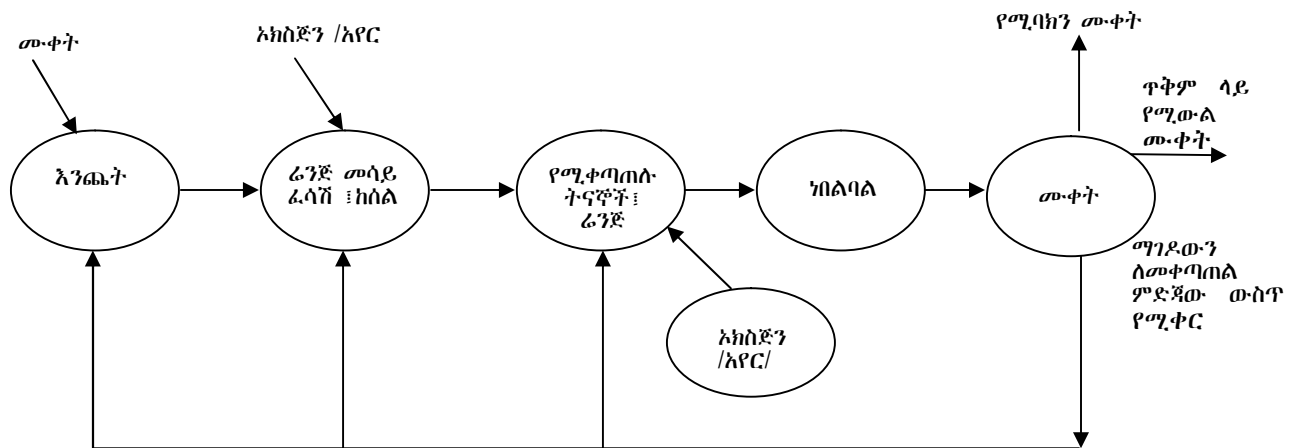 ሙቀት
ኦክስጅን /አየር
የሚባክን ሙቀት
ጥቅም ላይ
የሚውል
ሙቀት
እንጨት
ሬንጅ መሳይ
ፈሳሽ ፤ከሰል
የሚቀጣጠሉ
ትናኞች፤
ሬንጅ
ነበልባል
ሙቀት
ማገዶውን
ለመቀጣጠል
ምድጃው ውስጥ
የሚቀር
ኦክስጅን
/አየር/